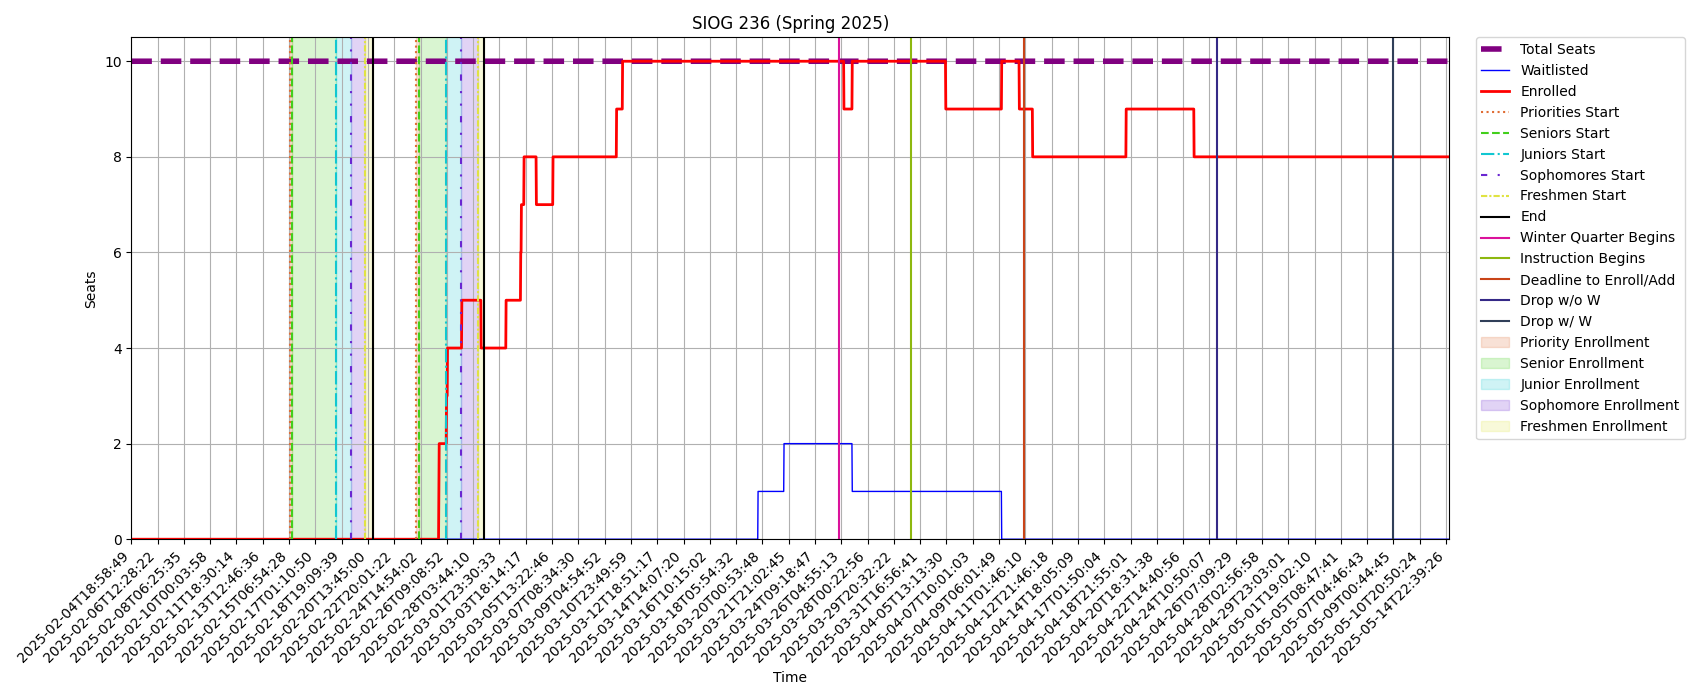 SIOG 236 (Spring 2025)
Seats
10
8
6
4
2
0
2025-02-04T18:58:49
2025-02-06T12:28:22
2025-02-08T06:25:35
2025-02-10T00:03:58
2025-02-11T18:30:14
2025-02-13T12:46:36
2025-02-15T06:54:28
2025-02-17T01:10:50
2025-02-18T19:09:39
2025-02-20T13:45:00
2025-02-22T20:01:22
2025-02-24T14:54:02
2025-02-26T09:08:52
2025-02-28T03:44:10
2025-03-01T23:30:33
2025-03-03T18:14:17
2025-03-05T13:22:46
2025-03-07T08:34:30
2025-03-09T04:54:52
2025-03-10T23:49:59
2025-03-12T18:51:17
2025-03-14T14:07:20
2025-03-16T10:15:02
2025-03-18T05:54:32
2025-03-20T00:53:48
2025-03-21T21:02:45
2025-03-24T09:18:47
2025-03-26T04:55:13
2025-03-28T00:22:56
2025-03-29T20:32:22
2025-03-31T16:56:41
2025-04-05T13:13:30
2025-04-07T10:01:03
2025-04-09T06:01:49
2025-04-11T01:46:10
2025-04-12T21:46:18
2025-04-14T18:05:09
2025-04-17T01:50:04
2025-04-18T21:55:01
2025-04-20T18:31:38
2025-04-22T14:40:56
2025-04-24T10:50:07
2025-04-26T07:09:29
2025-04-28T02:56:58
2025-04-29T23:03:01
2025-05-01T19:02:10
2025-05-05T08:47:41
2025-05-07T04:46:43
2025-05-09T00:44:45
2025-05-10T20:50:24
2025-05-14T22:39:26
Time
Total Seats
Waitlisted
Enrolled
Priorities Start
Seniors Start
Juniors Start
Sophomores Start
Freshmen Start
End
Winter Quarter Begins
Instruction Begins
Deadline to Enroll/Add
Drop w/o W
Drop w/ W
Priority Enrollment
Senior Enrollment
Junior Enrollment
Sophomore Enrollment
Freshmen Enrollment